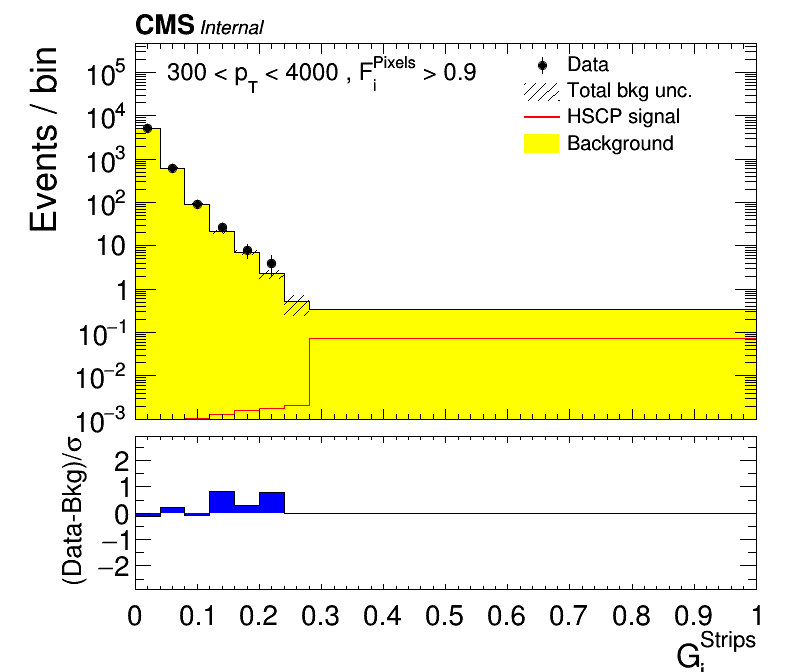 CMS Internal
Events / bin
300 < p_T < 4000 , F_i^Pixels > 0.9
Data
Total bkg unc.
HSCP signal
Background
10^5
10^4
10^3
10^2
10
1
10^−1
10^−2
10^−3
(Data-Bkg)/σ
2
1
0
−1
−2
0 0.1 0.2 0.3 0.4 0.5 0.6 0.7 0.8 0.9 1
G_i^Strips